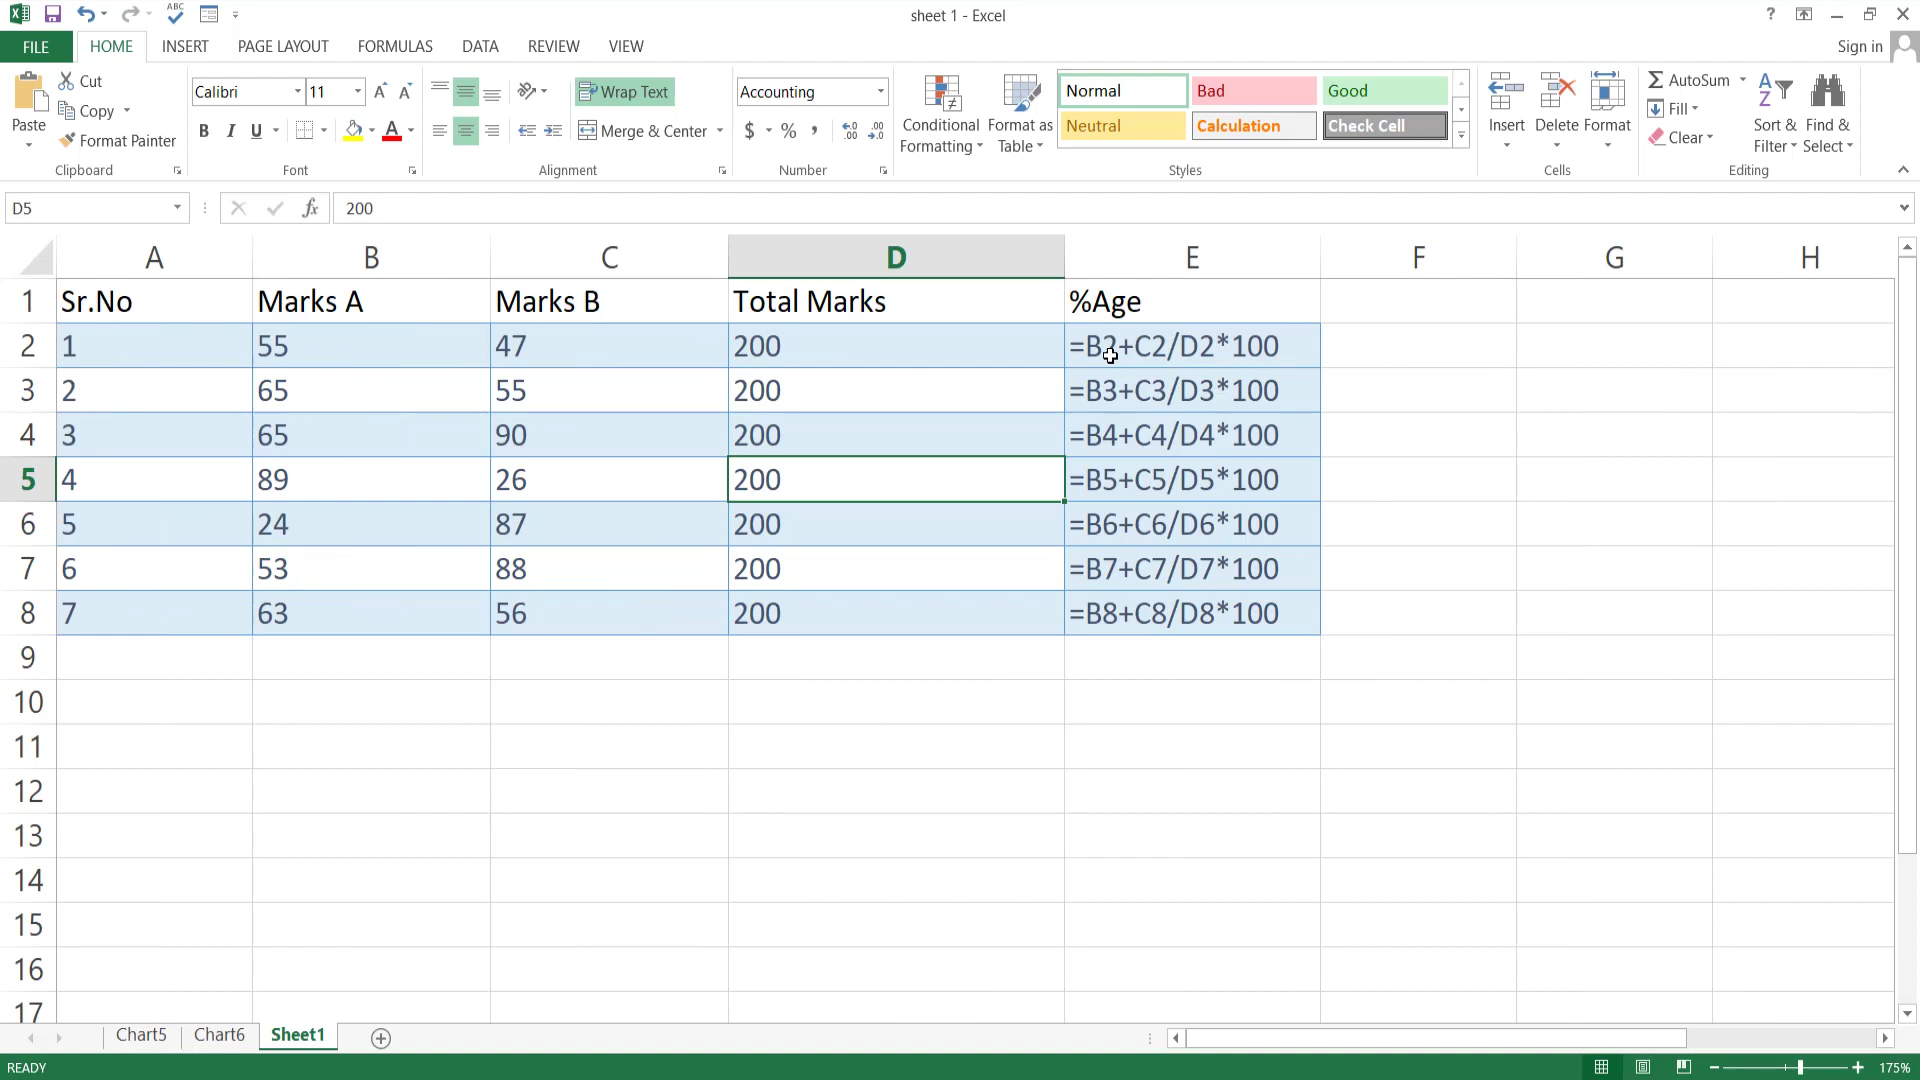 ABC
sheet 1 - Excel
?
FILE HOME INSERT PAGE LAYOUT FORMULAS DATA REVIEW VIEW Sign in
Paste Cut Copy Format Painter Clipboard
Calibri 11 A A B I U A Font
Wrap Text Merge & Center Alignment
Accounting $ % , .0 .00 .00 .0 Number
Conditional Formatting Format as Table Normal Bad Good Neutral Calculation Check Cell Styles
Insert Delete Format Cells
AutoSum Fill Clear Sort & Filter Find & Select Editing
D5 fx 200
A B C D E F G H
1 Sr.No Marks A Marks B Total Marks %Age
2 1 55 47 200 =B2+C2/D2*100
3 2 65 55 200 =B3+C3/D3*100
4 3 65 90 200 =B4+C4/D4*100
5 4 89 26 200 =B5+C5/D5*100
6 5 24 87 200 =B6+C6/D6*100
7 6 53 88 200 =B7+C7/D7*100
8 7 63 56 200 =B8+C8/D8*100
9
10
11
12
13
14
15
16
17
Chart5 Chart6 Sheet1
READY 175%